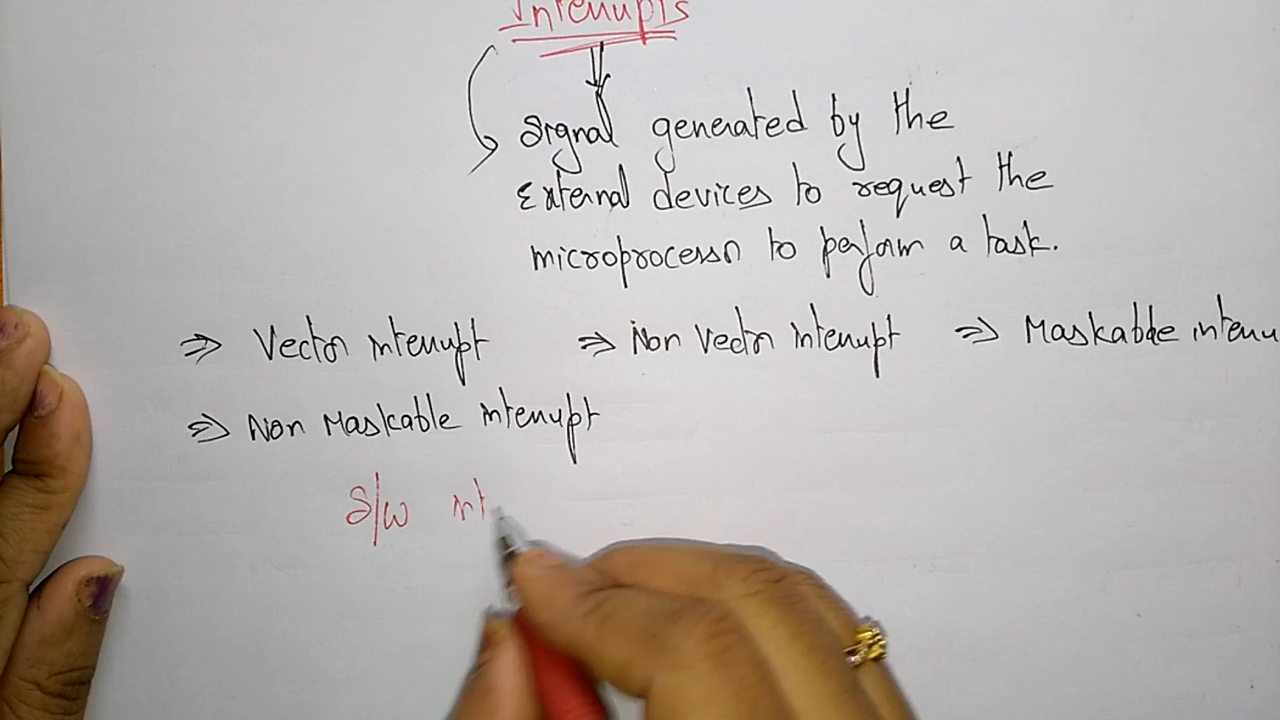 Interrupts
Signal generated by the
External devices to request the
microprocessor to perform a task.
⇒ Vector interrupt ⇒ Non Vector interrupt ⇒ Maskable interru
⇒ Non Maskable interrupt
S/w int